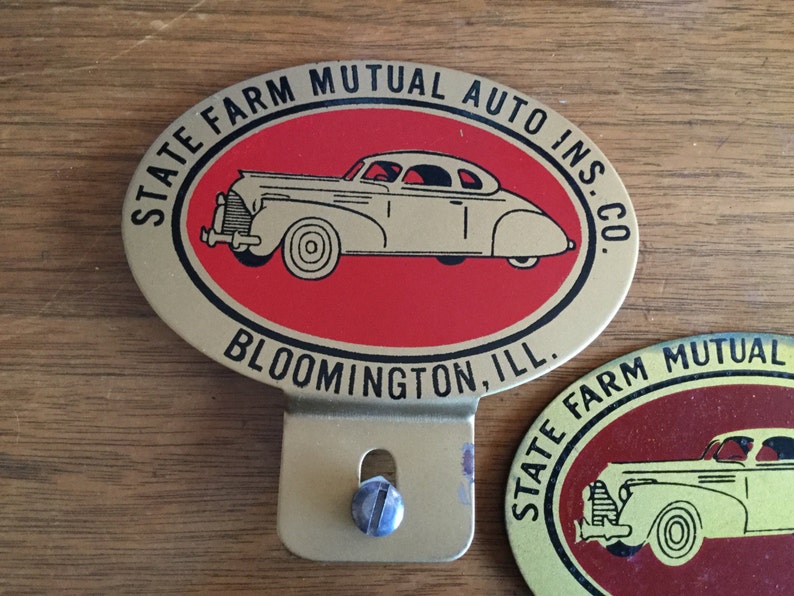 STATE FARM MUTUAL AUTO INS. CO.
BLOOMINGTON, ILL.
STATE FARM MUTUAL